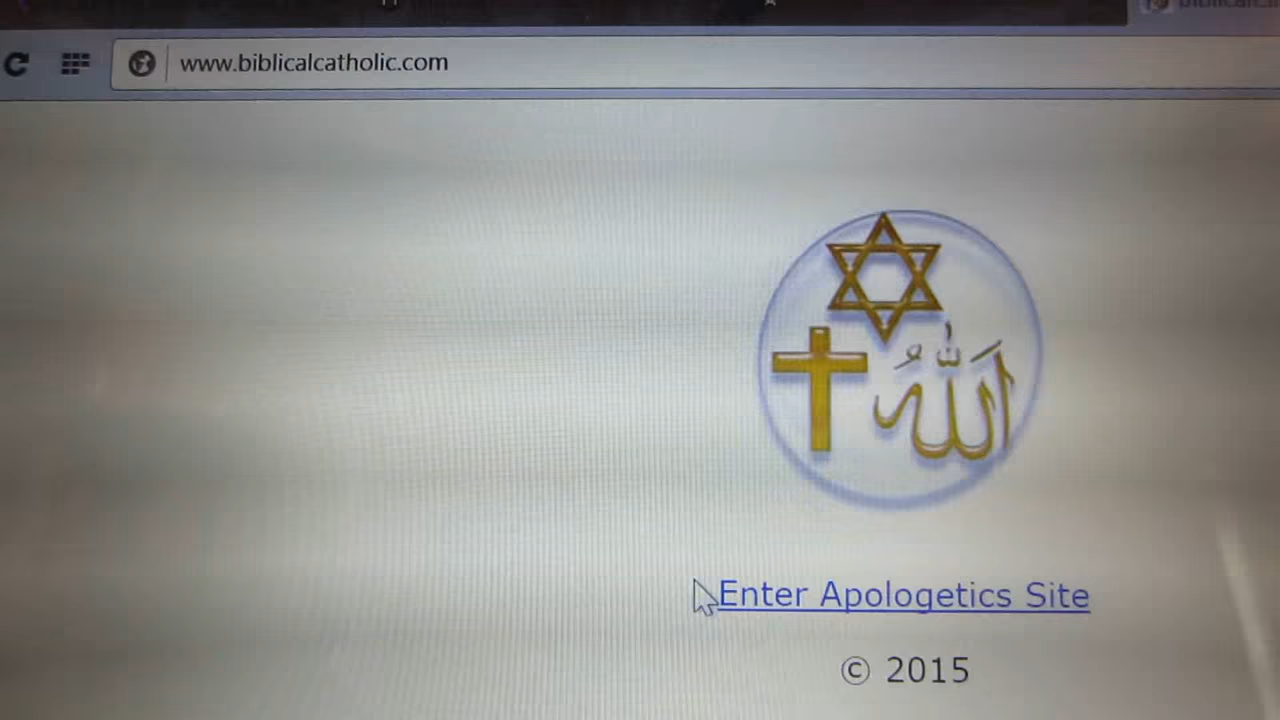 www.biblicalcatholic.com
اللهُ
Enter Apologetics Site
© 2015